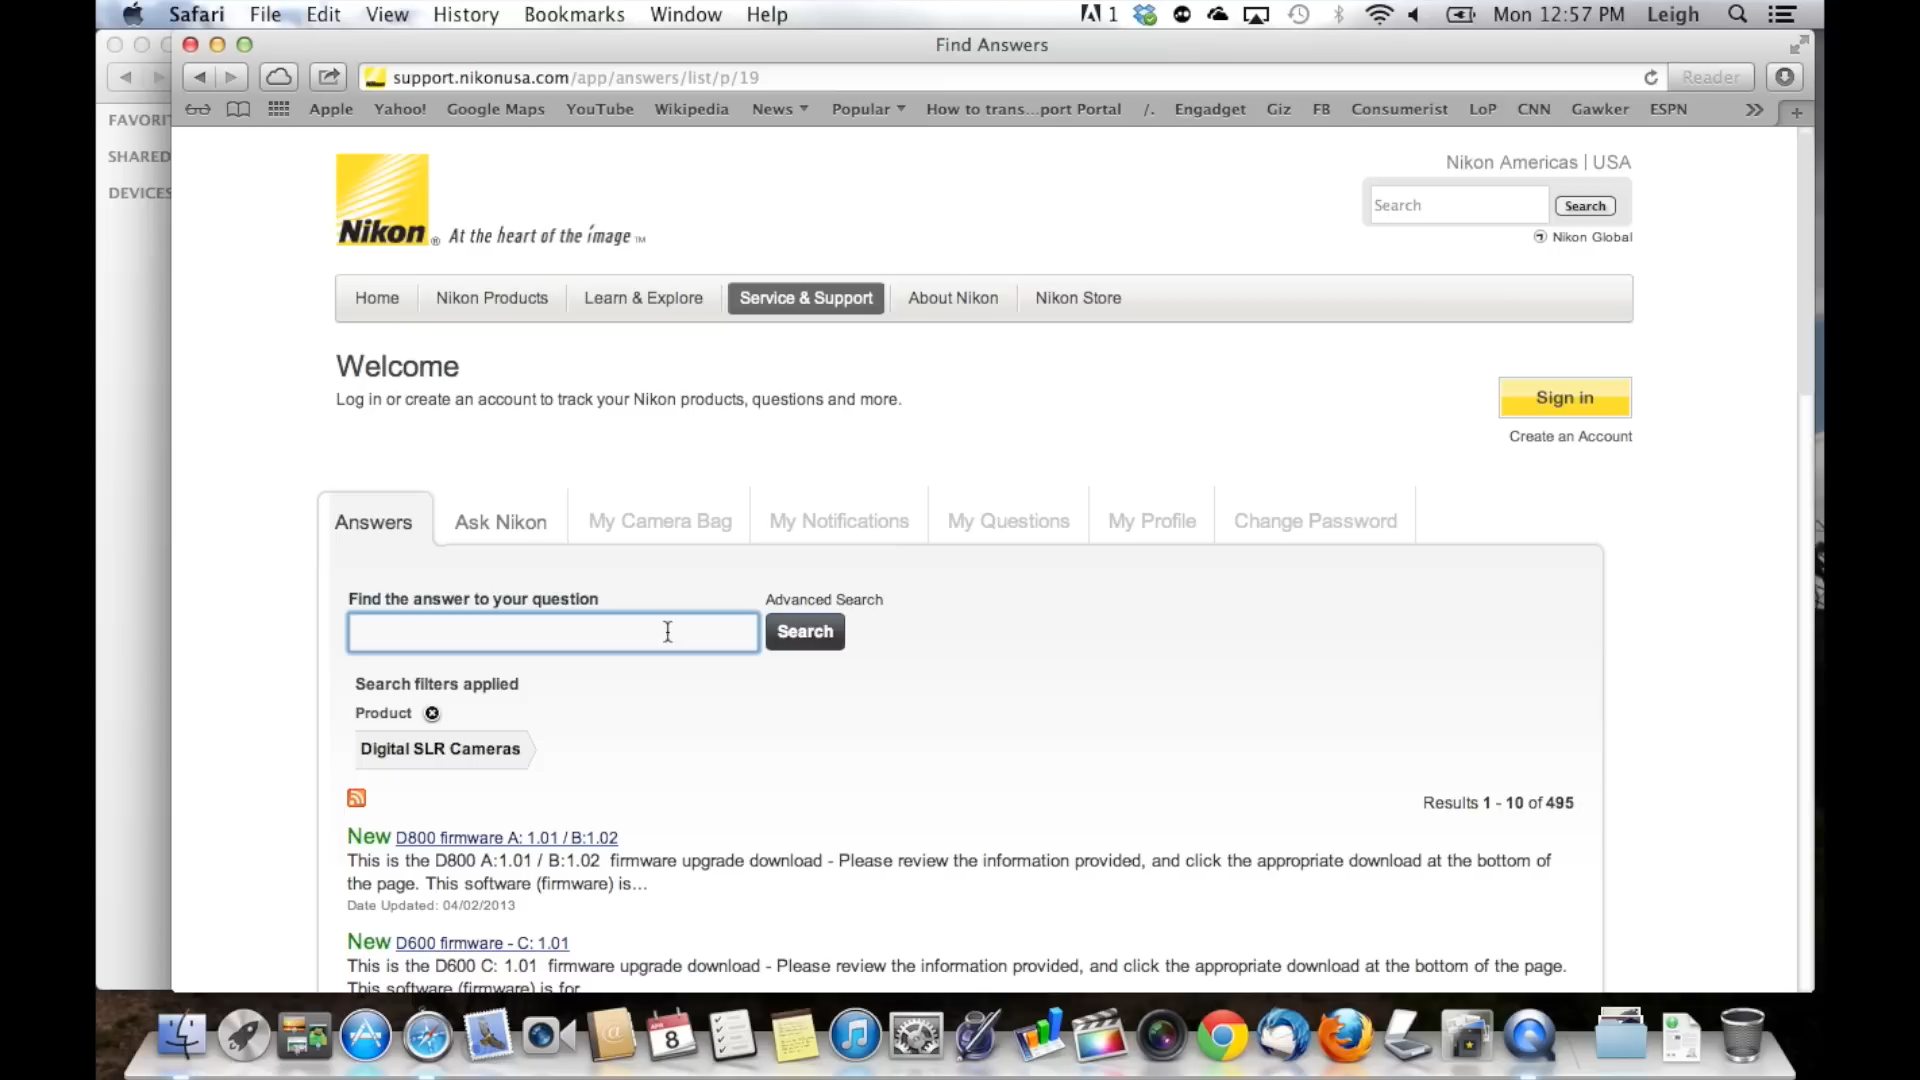 Safari File Edit View History Bookmarks Window Help 1 Mon 12:57 PM Leigh
Find Answers
support.nikonusa.com/app/answers/list/p/19 Reader
Apple Yahoo! Google Maps YouTube Wikipedia News Popular How to trans...port Portal /. Engadget Giz FB Consumerist LoP CNN Gawker ESPN
FAVORIT
SHARED
DEVICES
Nikon Americas | USA
Search Search
Nikon Global
Nikon ® At the heart of the image ™
Home Nikon Products Learn & Explore Service & Support About Nikon Nikon Store
Welcome
Log in or create an account to track your Nikon products, questions and more.
Sign in
Create an Account
Answers Ask Nikon My Camera Bag My Notifications My Questions My Profile Change Password
Find the answer to your question Advanced Search
Search
Search filters applied
Product
Digital SLR Cameras
Results 1 - 10 of 495
New D800 firmware A: 1.01 / B:1.02
This is the D800 A:1.01 / B:1.02 firmware upgrade download - Please review the information provided, and click the appropriate download at the bottom of
the page. This software (firmware) is...
Date Updated: 04/02/2013
New D600 firmware - C: 1.01
This is the D600 C: 1.01 firmware upgrade download - Please review the information provided, and click the appropriate download at the bottom of the page.
This software (firmware) is for
APR
8